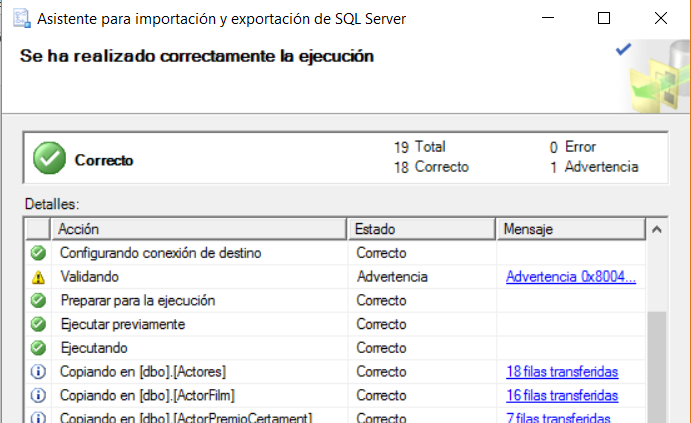 Asistente para importación y exportación de SQL Server
Se ha realizado correctamente la ejecución
Correcto
19 Total 0 Error
18 Correcto 1 Advertencia
Detalles:
Acción Estado Mensaje
Configurando conexión de destino Correcto
Validando Advertencia Advertencia 0x8004...
Preparar para la ejecución Correcto
Ejecutar previamente Correcto
Ejecutando Correcto
Copiando en [dbo].[Actores] Correcto 18 filas transferidas
Copiando en [dbo].[ActorFilm] Correcto 16 filas transferidas
Copiando en [dbo].[ActorPremioCertament] Correcto 7 filas transferidas